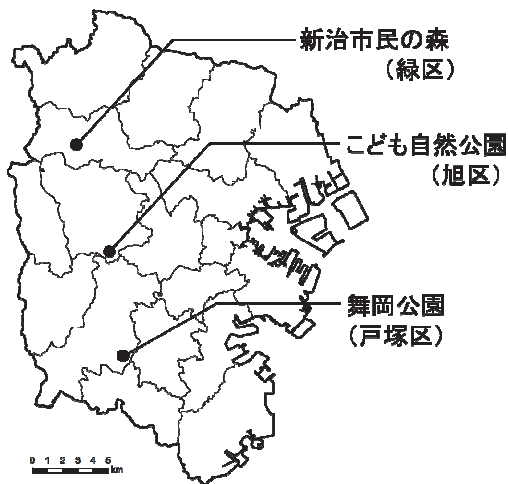 新治市民の森
（緑区）
こども自然公園
（旭区）
舞岡公園
（戸塚区）
0 1 2 3 4 5
km